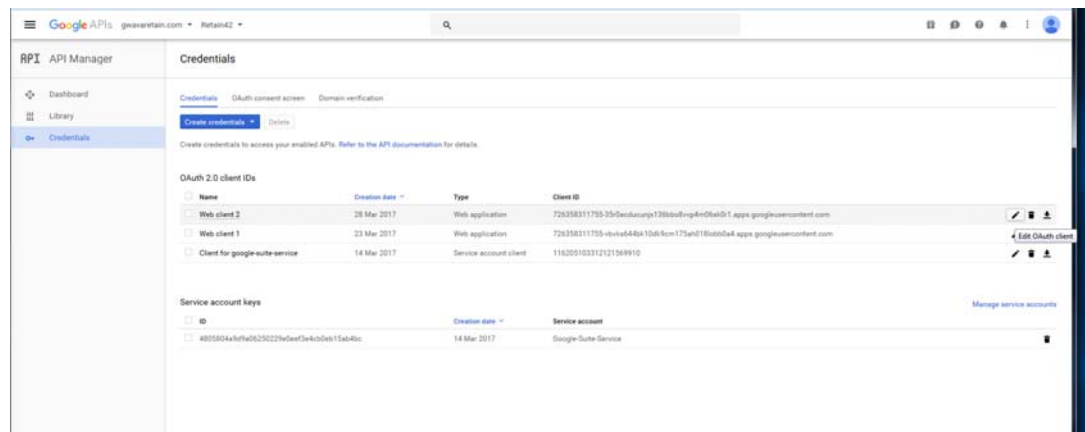 Google APIs gwavaretain.com Retain42
API API Manager
Credentials
Dashboard
Library
Credentials
Credentials OAuth consent screen Domain verification
Create credentials Delete
Create credentials to access your enabled APIs. Refer to the API documentation for details.
OAuth 2.0 client IDs
Name Creation date Type Client ID
Web client 2 28 Mar 2017 Web application
Web client 1 23 Mar 2017 Web application
Edit OAuth client
Client for google-suite-service 14 Mar 2017 Service account client 116205103312121569910
Service account keys
Manage service accounts
ID Creation date Service account
14 Mar 2017 Google-Suite-Service